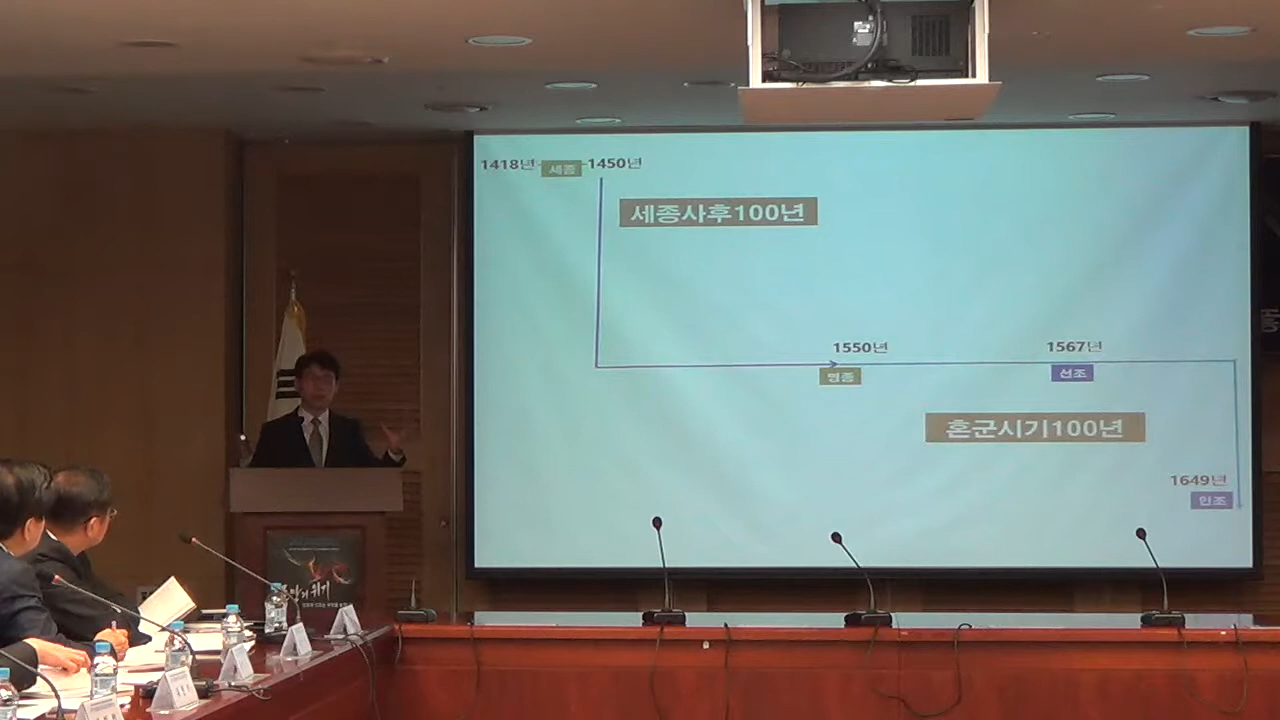 1418년 세종 1450년
세종사후100년
1550년 1567년
명종 선조
혼군시기100년
1649년
인조
위기